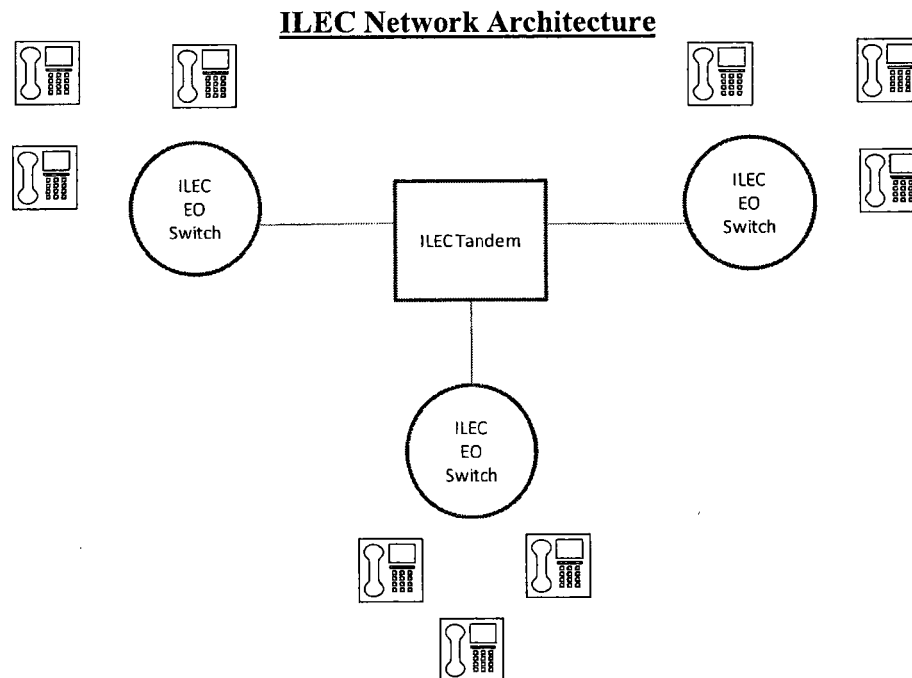 ILEC Network Architecture
ILEC
EO
Switch
ILEC Tandem
ILEC
EO
Switch
ILEC
EO
Switch